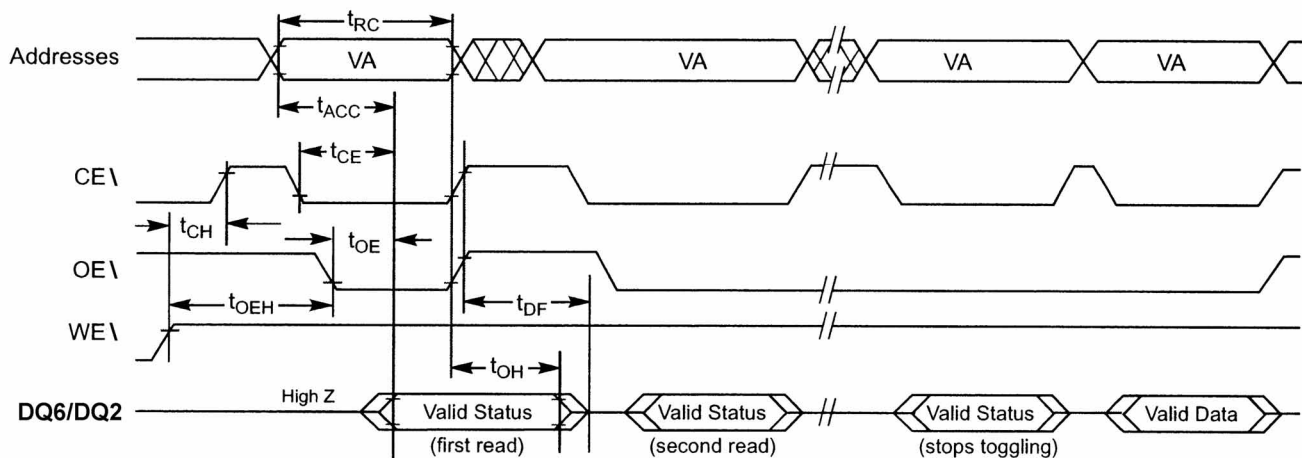 tRC
Addresses VA VA VA VA
tACC
tCE
CE\
tCH tOE
OE\
tOEH tDF
WE\
tOH
High Z
DQ6/DQ2 Valid Status Valid Status Valid Status Valid Data
(first read) (second read) (stops toggling)